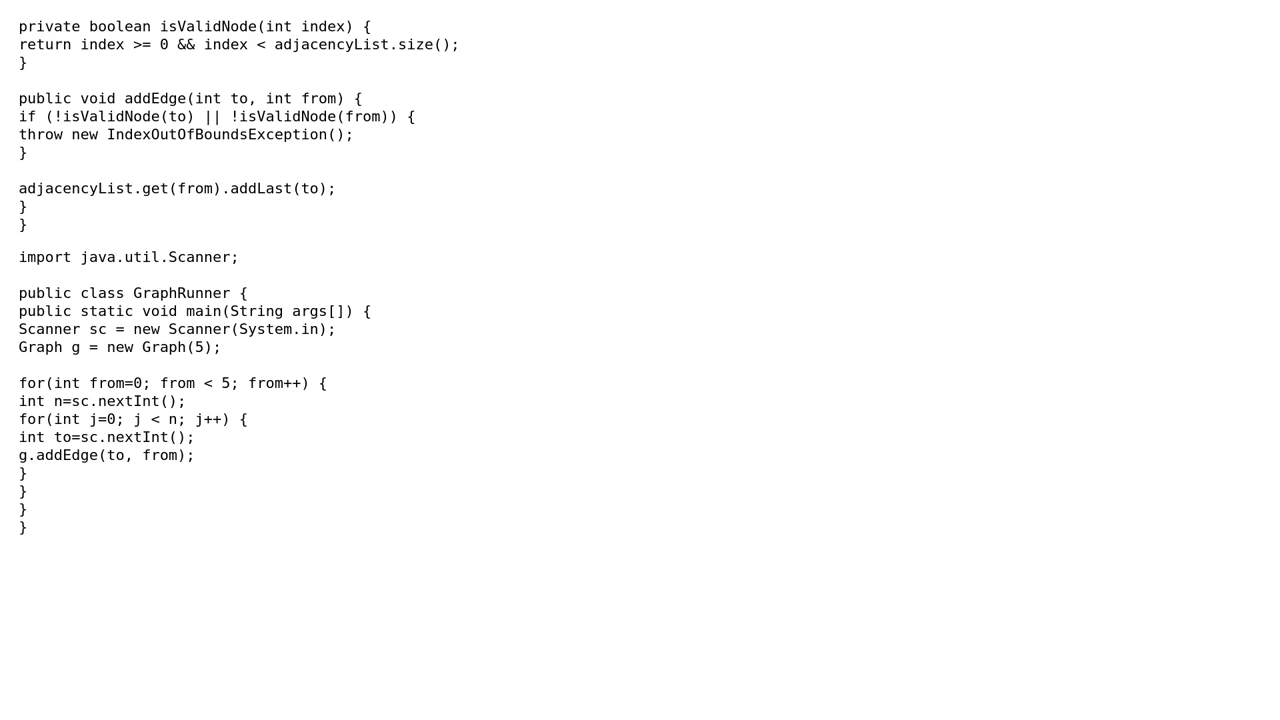 private boolean isValidNode(int index) {
return index >= 0 && index < adjacencyList.size();
}
public void addEdge(int to, int from) {
if (!isValidNode(to) || !isValidNode(from)) {
throw new IndexOutOfBoundsException();
}
adjacencyList.get(from).addLast(to);
}
}
import java.util.Scanner;
public class GraphRunner {
public static void main(String args[]) {
Scanner sc = new Scanner(System.in);
Graph g = new Graph(5);
for(int from=0; from < 5; from++) {
int n=sc.nextInt();
for(int j=0; j < n; j++) {
int to=sc.nextInt();
g.addEdge(to, from);
}
}
}
}